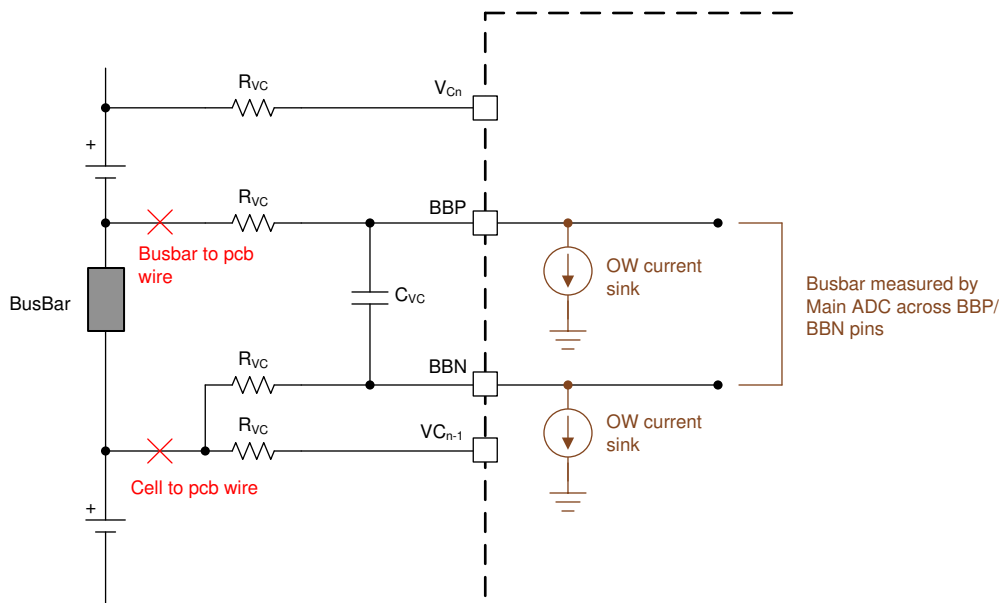 RVC
VCn
+
RVC
BBP
Busbar to pcb
wire
OW current
sink
BusBar
CVC
Busbar measured by
Main ADC across BBP/
BBN pins
RVC
BBN
RVC
VCn-1
OW current
sink
Cell to pcb wire
+